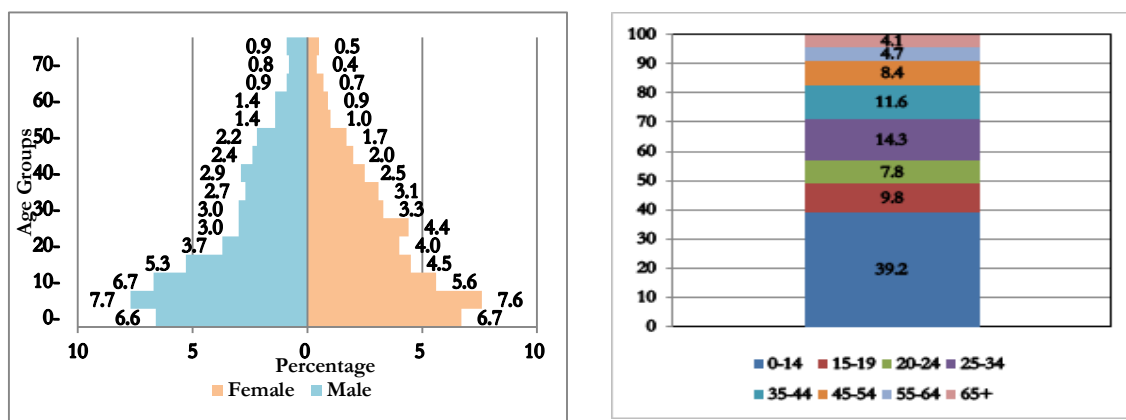 0.9 0.5
70- 0.8 0.4
0.9 0.7
60- 1.4 0.9
1.4 1.0
50- 2.2 1.7
2.4 2.0
40- 2.9 2.5
2.7 3.1
30- 3.0 3.3
3.0 4.4
20- 3.7 4.0
5.3 4.5
10- 6.7 5.6
7.7 7.6
0- 6.6 6.7
Age Groups
10 5 0 5 10
Percentage
Female Male
100
90
80
70
60
50
40
30
20
10
0
4.1
4.7
8.4
11.6
14.3
7.8
9.8
39.2
0-14 15-19 20-24 25-34
35-44 45-54 55-64 65+